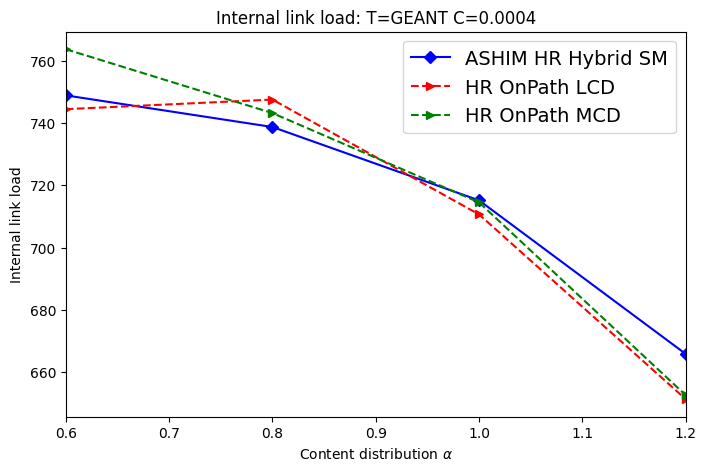 Internal link load: T=GEANT C=0.0004
ASHIM HR Hybrid SM
HR OnPath LCD
HR OnPath MCD
Internal link load
760
740
720
700
680
660
0.6 0.7 0.8 0.9 1.0 1.1 1.2
Content distribution α